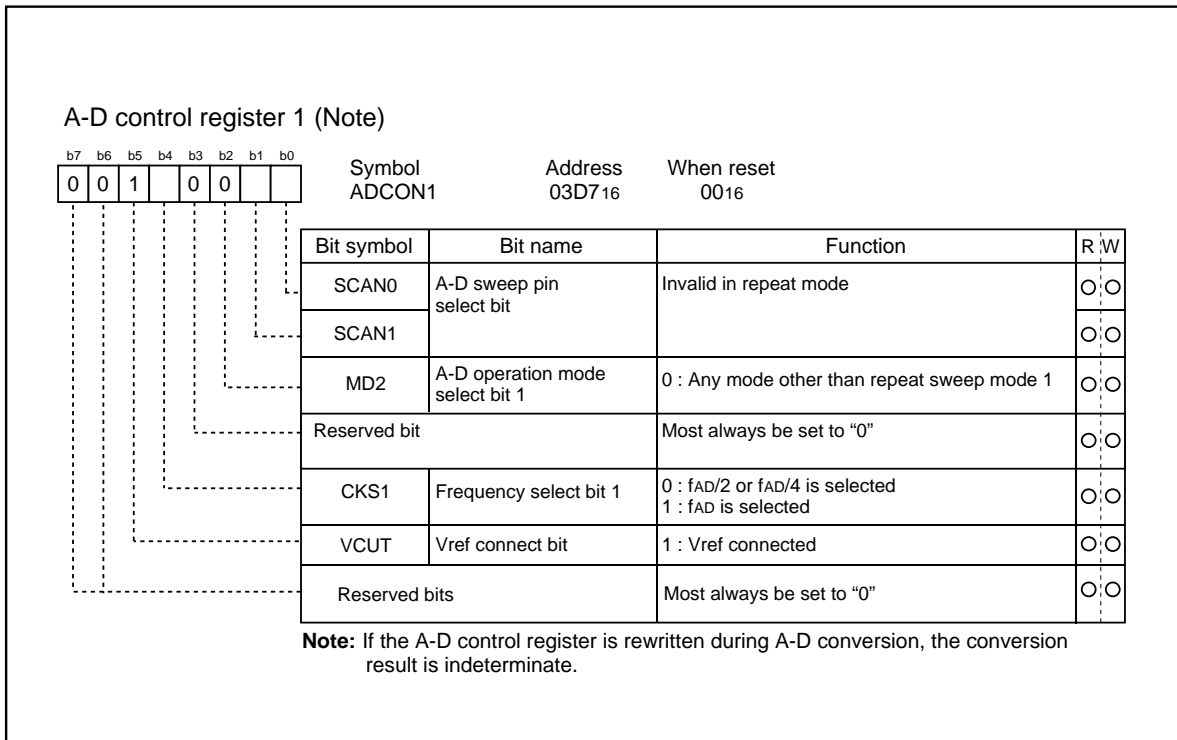 A-D control register 1 (Note)
b7 b6 b5 b4 b3 b2 b1 b0
0 0 1 0 0
Symbol Address When reset
ADCON1 03D716 0016
Bit symbol Bit name Function R W
SCAN0 A-D sweep pin Invalid in repeat mode
select bit
SCAN1
MD2 A-D operation mode 0 : Any mode other than repeat sweep mode 1
select bit 1
Reserved bit Most always be set to “0”
CKS1 Frequency select bit 1 0 : fAD/2 or fAD/4 is selected
1 : fAD is selected
VCUT Vref connect bit 1 : Vref connected
Reserved bits Most always be set to “0”
Note: If the A-D control register is rewritten during A-D conversion, the conversion
result is indeterminate.